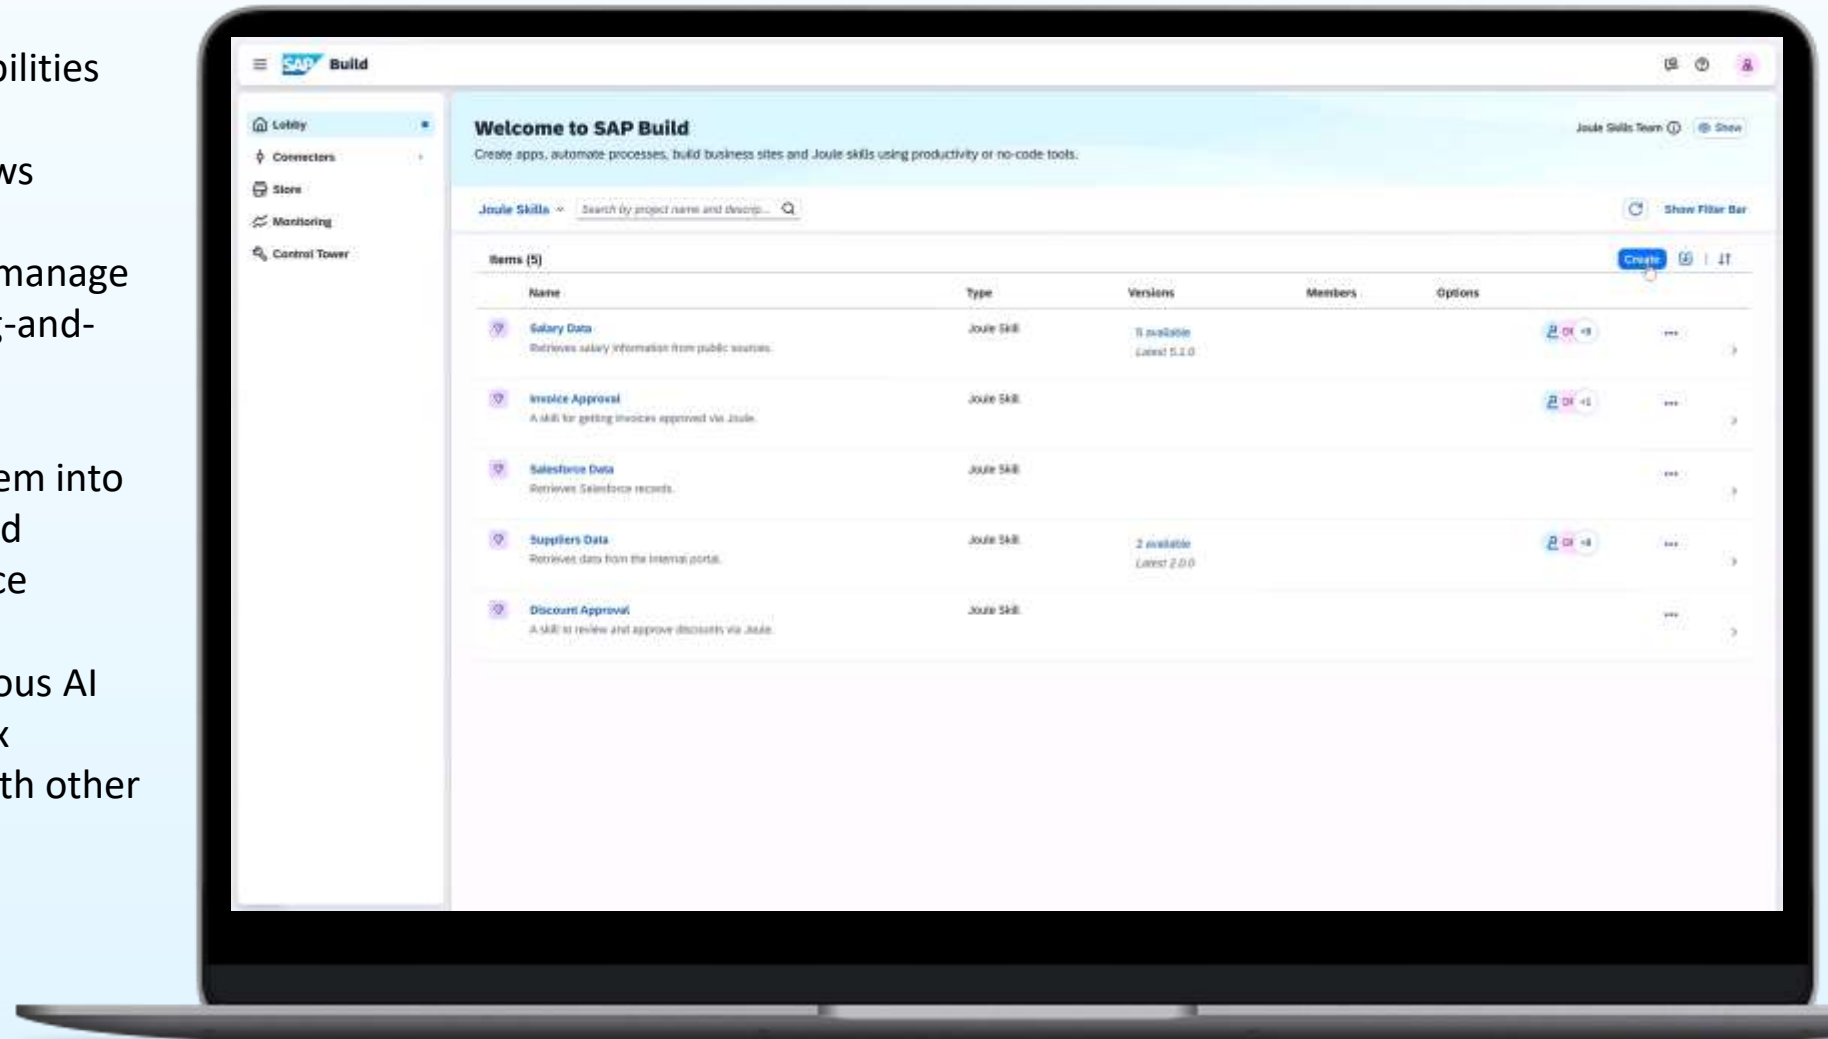 bilities
ws
manage
g-and-
em into
d
ce
ous AI
x
th other
SAP Build
Lobby
Connectors
Store
Monitoring
Control Tower
Welcome to SAP Build
Create apps, automate processes, build business sites and Joule skills using productivity or no-code tools.
Joule Skills Team
Show
Joule Skills
Search by project name and descrip...
Show Filter Bar
Items (5)
Create
Name Type Versions Members Options
Salary Data Joule Skill available
Retrieves salary information from public sources. Latest 5.1.0
Invoice Approval Joule Skill
A skill for getting invoices approved via Joule.
Salesforce Data Joule Skill
Retrieves Salesforce records.
Suppliers Data Joule Skill 2 available
Retrieves data from the internal portal. Latest 2.0.0
Discount Approval Joule Skill
A skill to review and approve discounts via Joule.